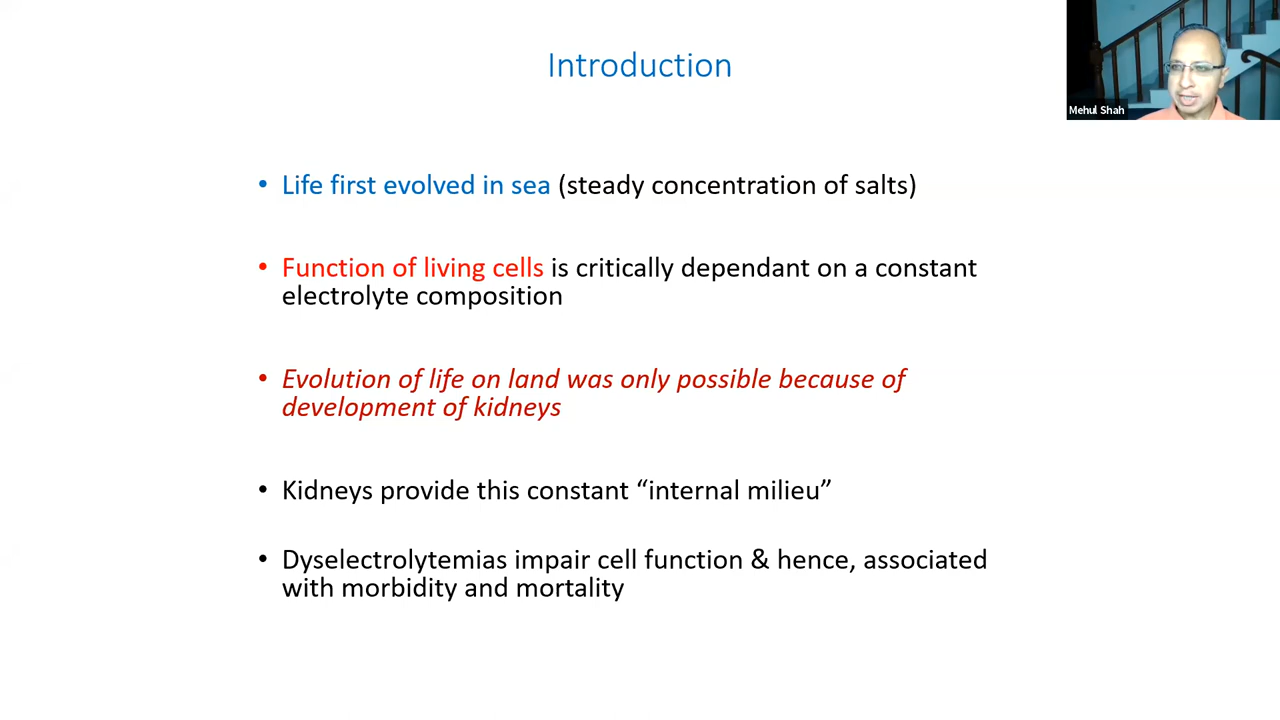 Introduction
Mehul Shah
• Life first evolved in sea (steady concentration of salts)
• Function of living cells is critically dependant on a constant
electrolyte composition
• Evolution of life on land was only possible because of
development of kidneys
• Kidneys provide this constant “internal milieu”
• Dyselectrolytemias impair cell function & hence, associated
with morbidity and mortality